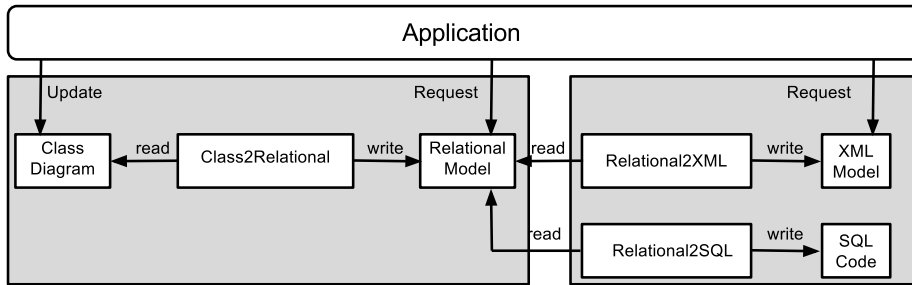 Application
Update
Request
Request
Class
Diagram
read
Class2Relational
write
Relational
Model
read
Relational2XML
write
XML
Model
read
Relational2SQL
write
SQL
Code